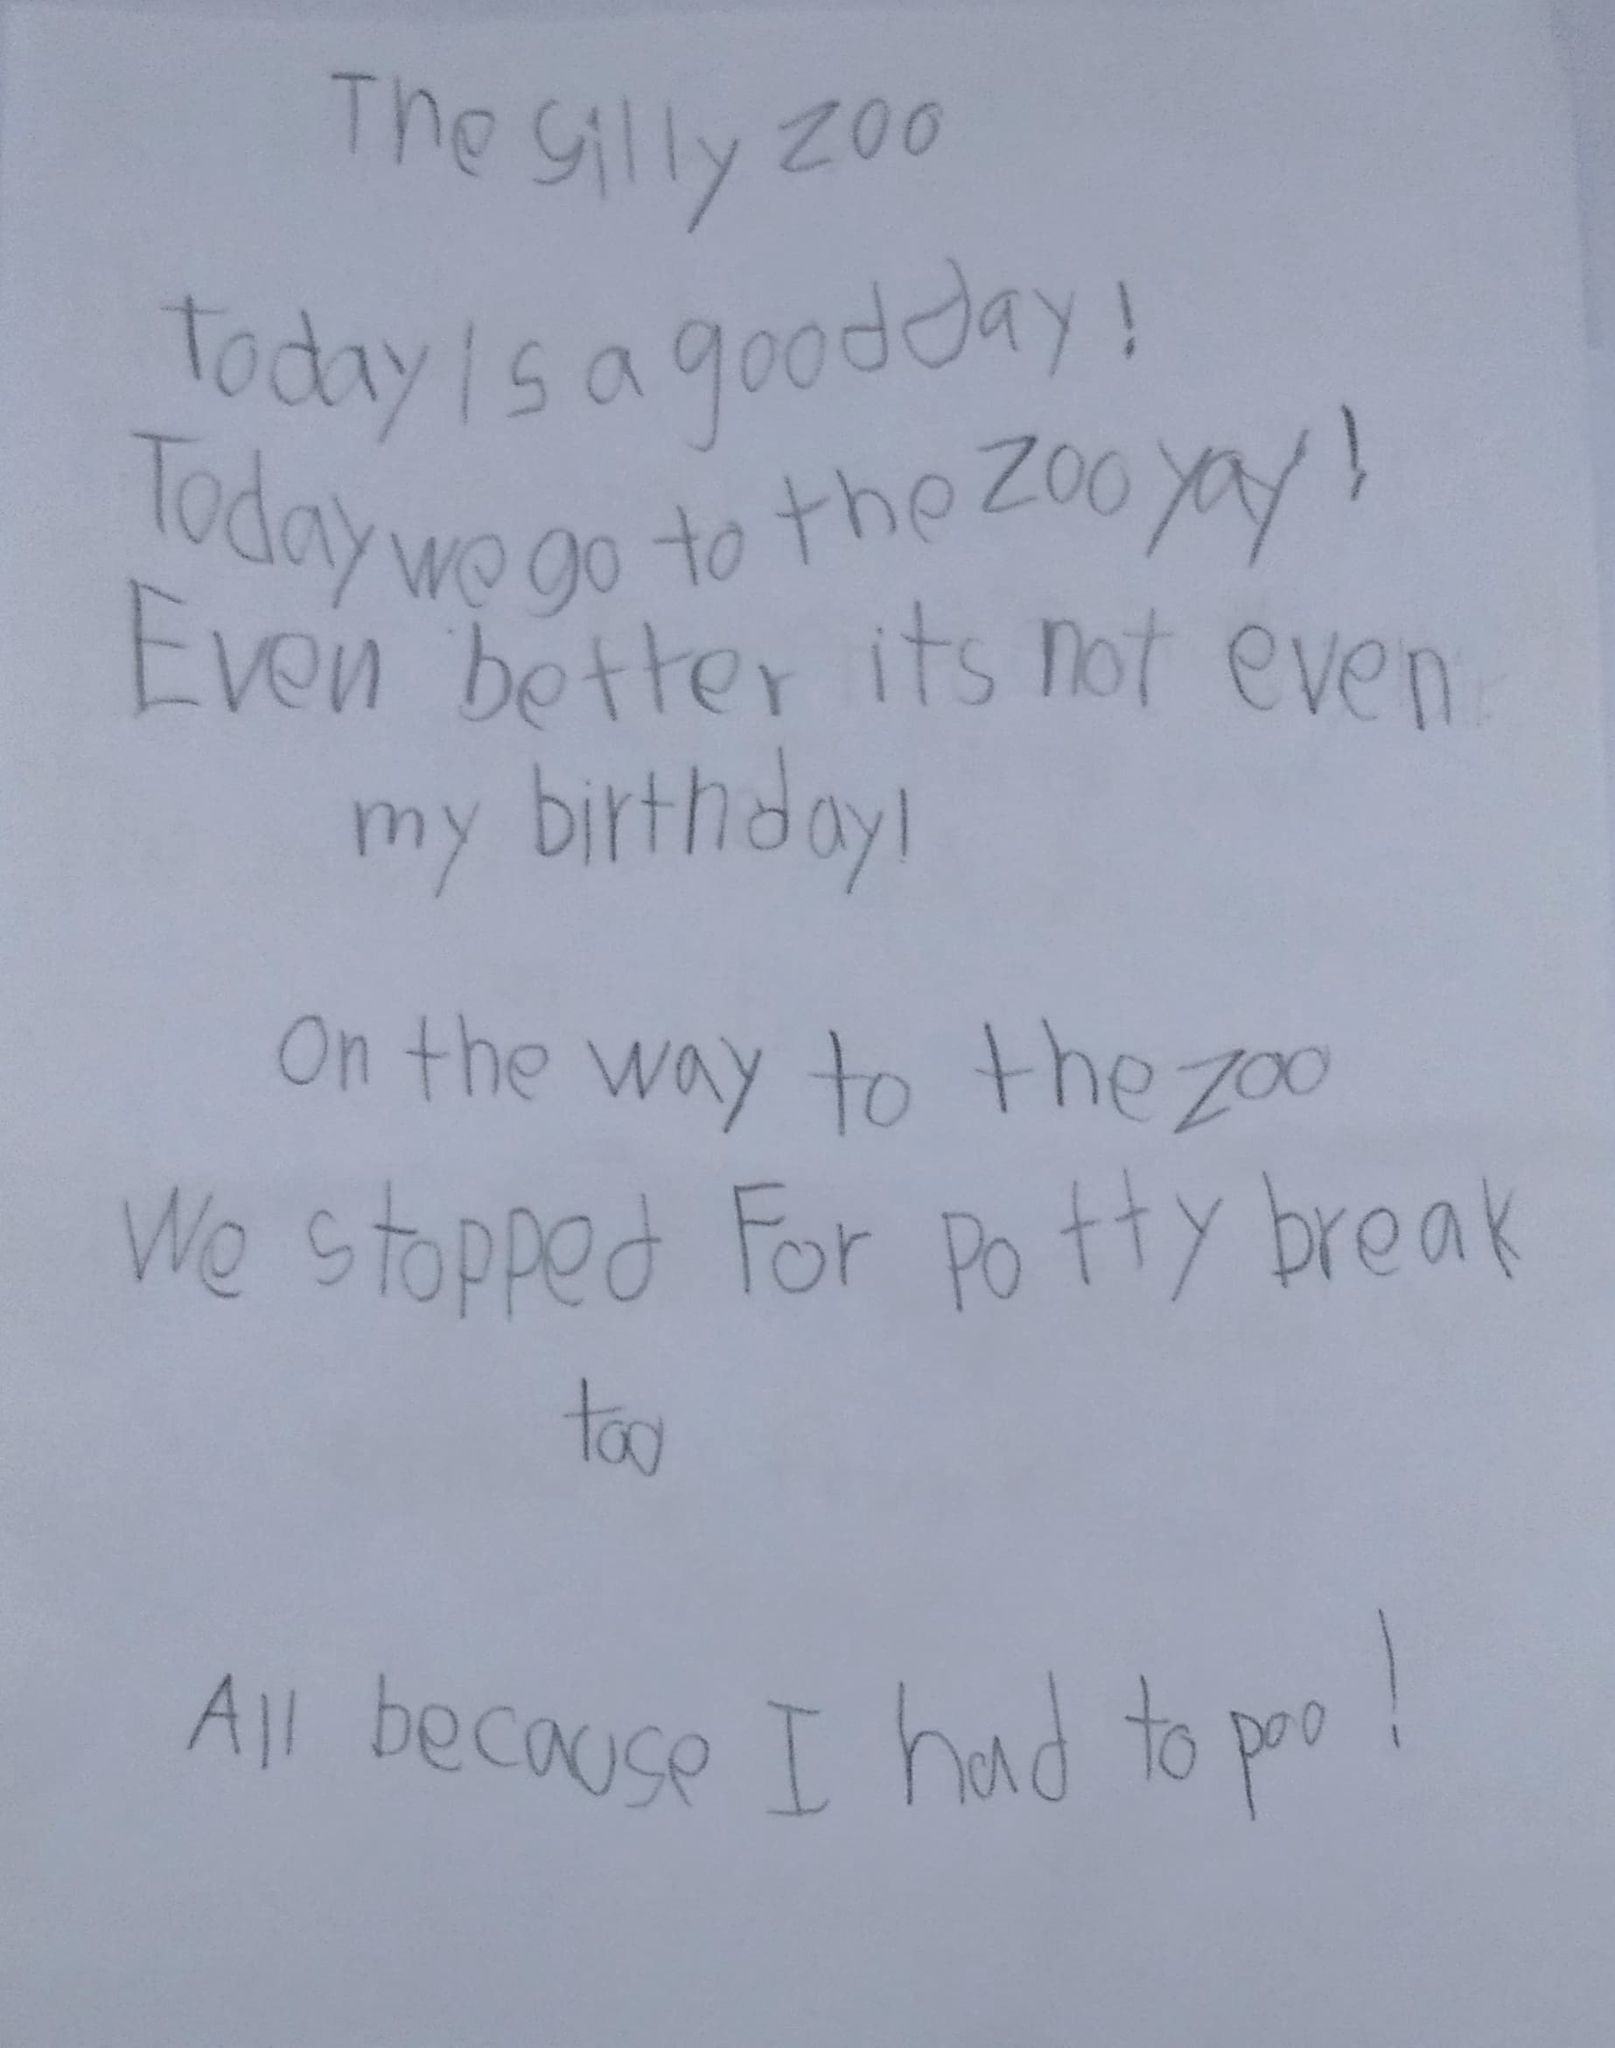 The silly zoo
Today is a good day!
Today we go to the zoo yay!
Even better its not even
my birthday!
On the way to the zoo
We stopped For potty break
too
All because I had to poo!